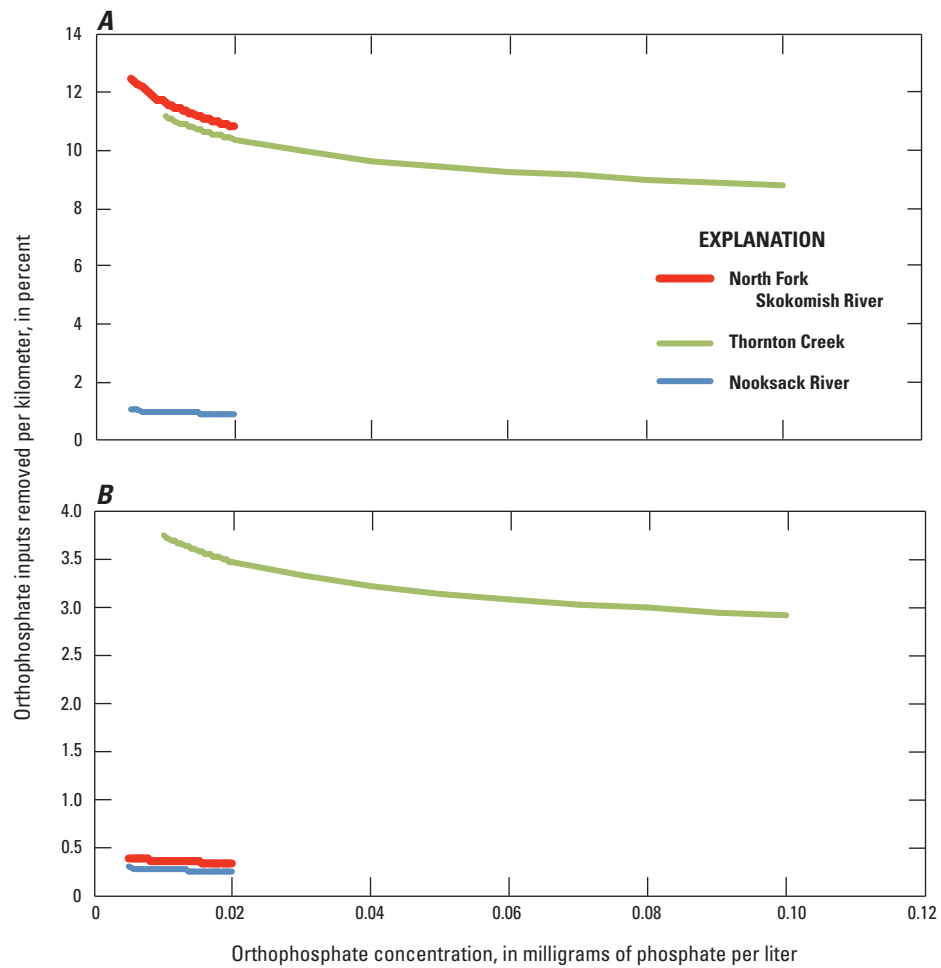 A
14
12
10
8
6
4
2
0
EXPLANATION
North Fork
Skokomish River
Thornton Creek
Nooksack River
Orthophosphate inputs removed per kilometer, in percent
B
4.0
3.5
3.0
2.5
2.0
1.5
1.0
0.5
0
0 0.02 0.04 0.06 0.08 0.10 0.12
Orthophosphate concentration, in milligrams of phosphate per liter